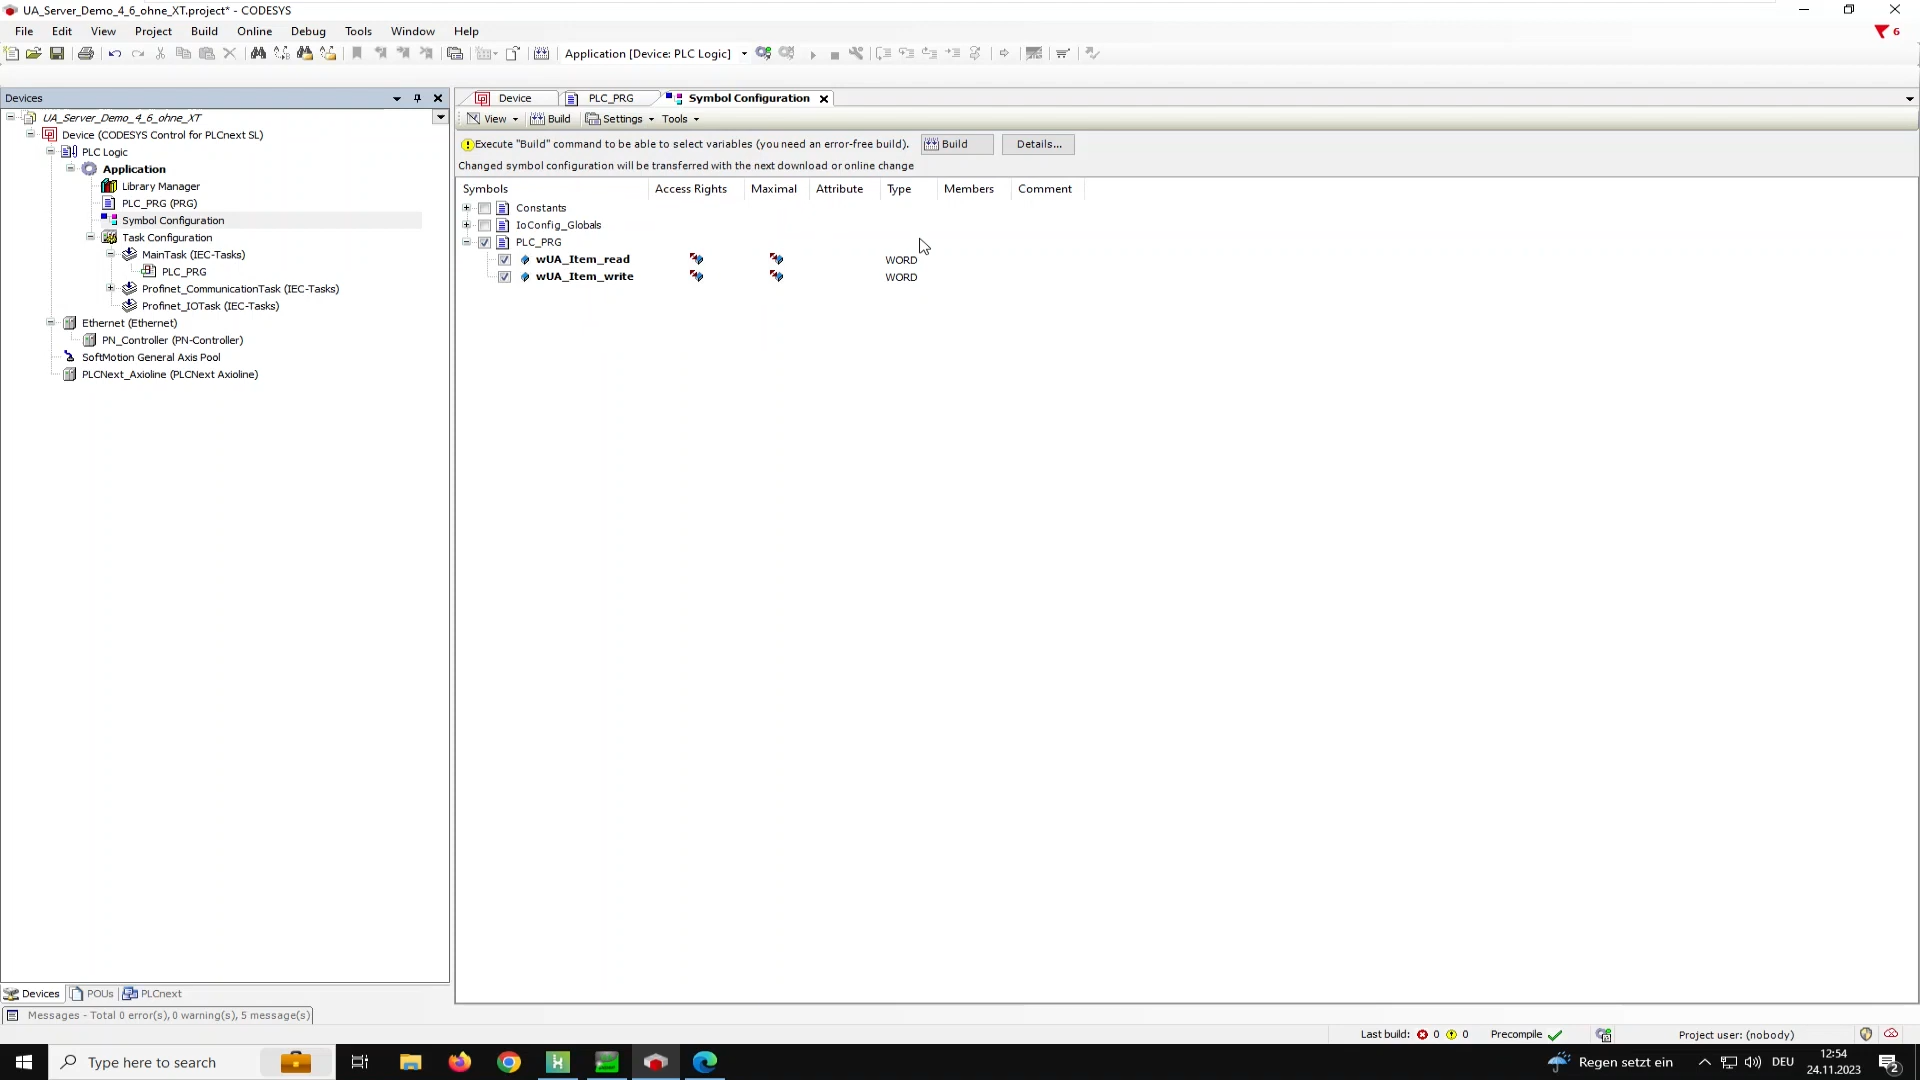 UA_Server_Demo_4_6_ohne_XT.project* - CODESYS
File Edit View Project Build Online Debug Tools Window Help
6
Application [Device: PLC Logic]
Devices
Device PLC_PRG Symbol Configuration
UA_Server_Demo_4_6_ohne_XT
View Build Settings Tools
Device (CODESYS Control for PLCnext SL)
Execute "Build" command to be able to select variables (you need an error-free build). Build Details...
PLC Logic
Changed symbol configuration will be transferred with the next download or online change
Application
Symbols Access Rights Maximal Attribute Type Members Comment
Library Manager
PLC_PRG (PRG)
Constants
Symbol Configuration
IoConfig_Globals
Task Configuration
PLC_PRG
MainTask (IEC-Tasks)
wUA_Item_read WORD
PLC_PRG
wUA_Item_write WORD
Profinet_CommunicationTask (IEC-Tasks)
Profinet_IOTask (IEC-Tasks)
Ethernet (Ethernet)
PN_Controller (PN-Controller)
SoftMotion General Axis Pool
PLCNext_Axioline (PLCNext Axioline)
Devices POUs PLCnext
Messages - Total 0 error(s), 0 warning(s), 5 message(s)
Last build: 0 0 Precompile Project user: (nobody)
Type here to search
Regen setzt ein
DEU
12:54
24.11.2023
2